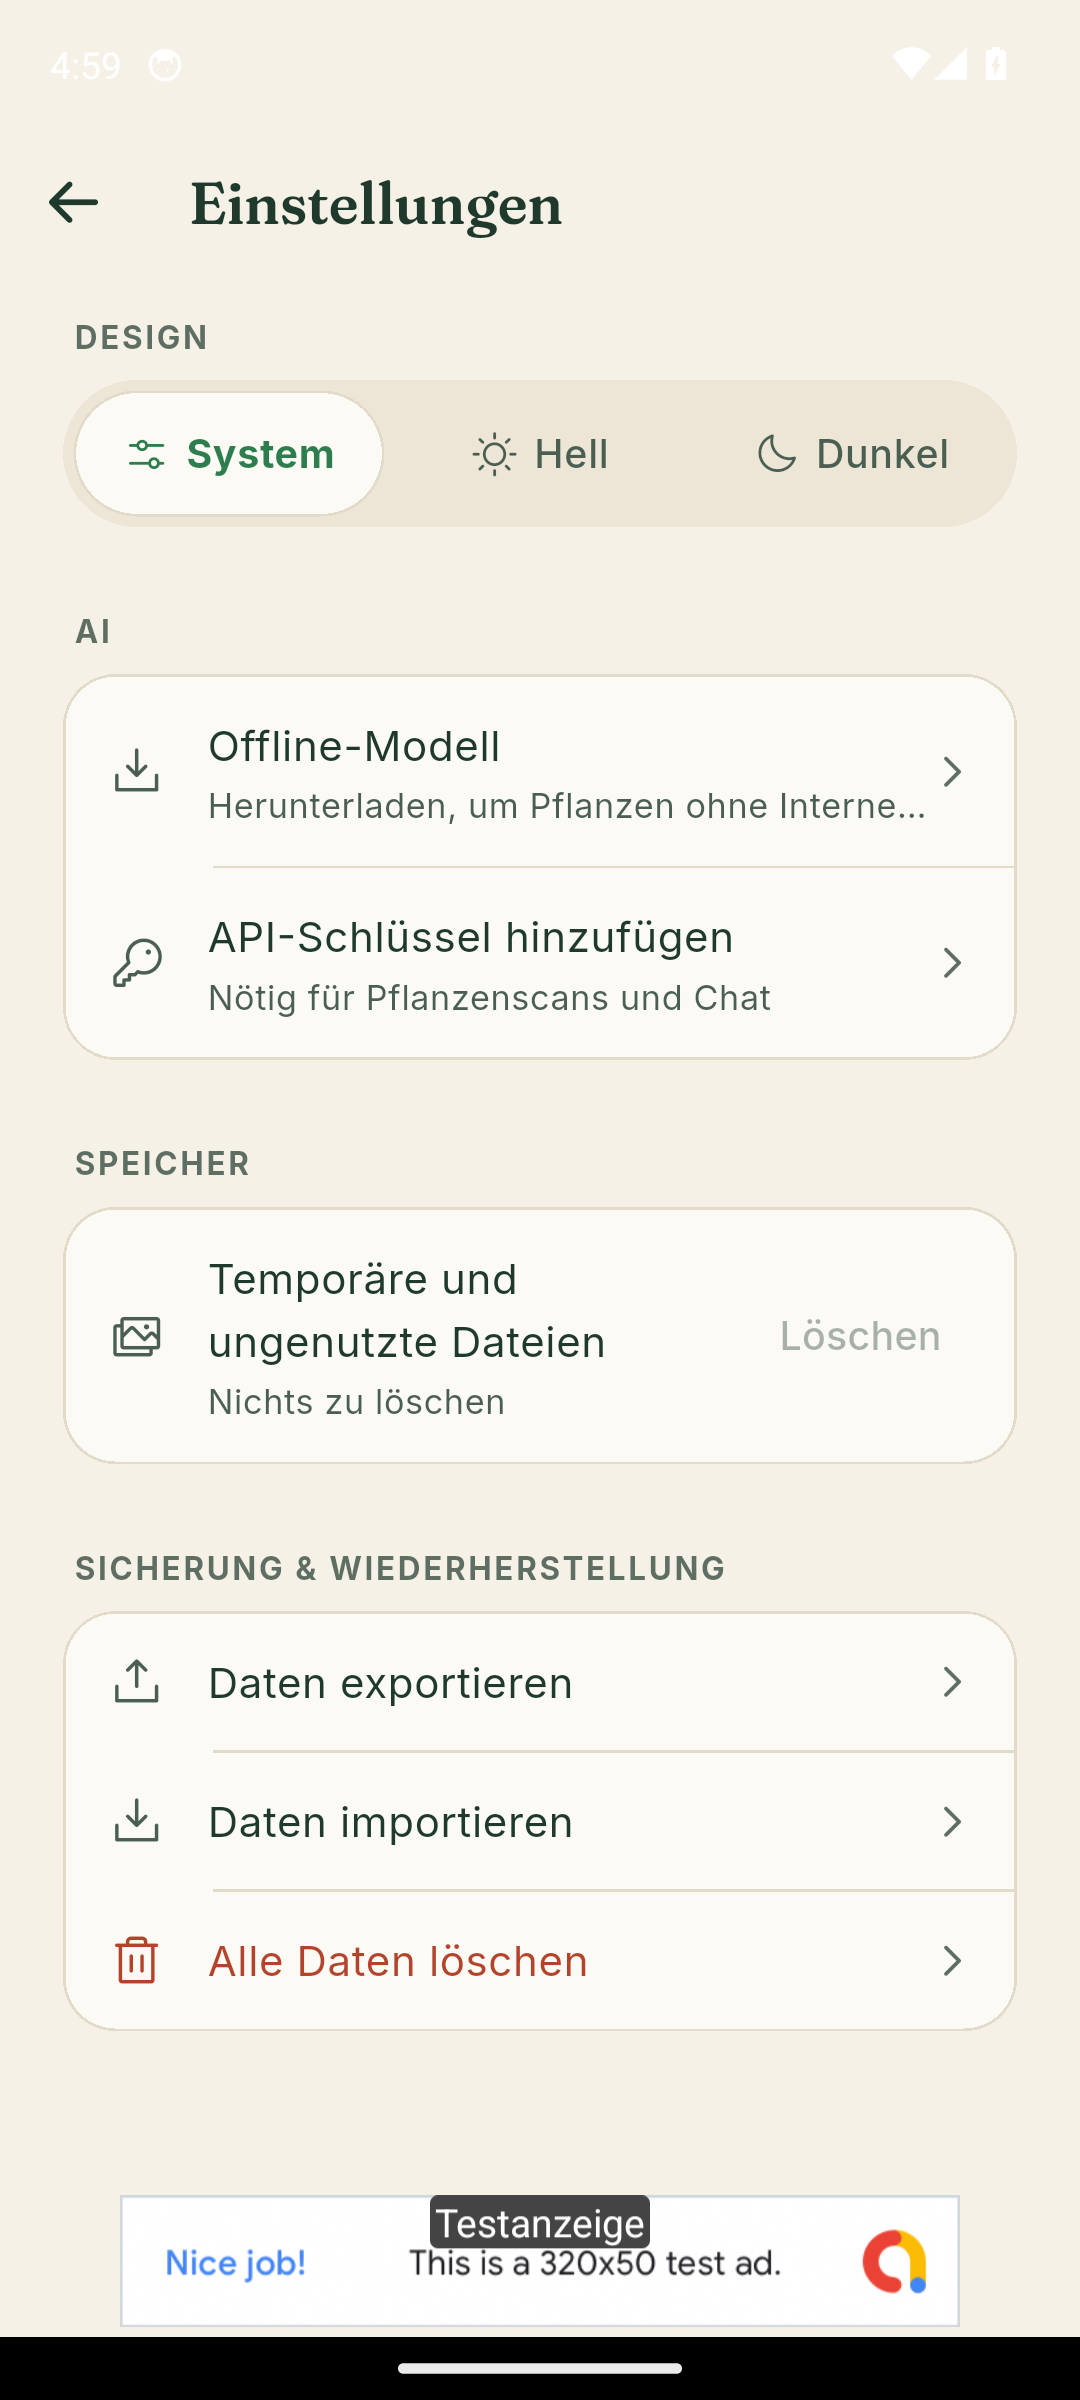 4:59
Einstellungen
DESIGN
System
Hell
Dunkel
AI
Offline-Modell
Herunterladen, um Pflanzen ohne Interne...
API-Schlüssel hinzufügen
Nötig für Pflanzenscans und Chat
SPEICHER
Temporäre und
ungenutzte Dateien
Löschen
Nichts zu löschen
SICHERUNG & WIEDERHERSTELLUNG
Daten exportieren
Daten importieren
Alle Daten löschen
Testanzeige
Nice job!
This is a 320x50 test ad.